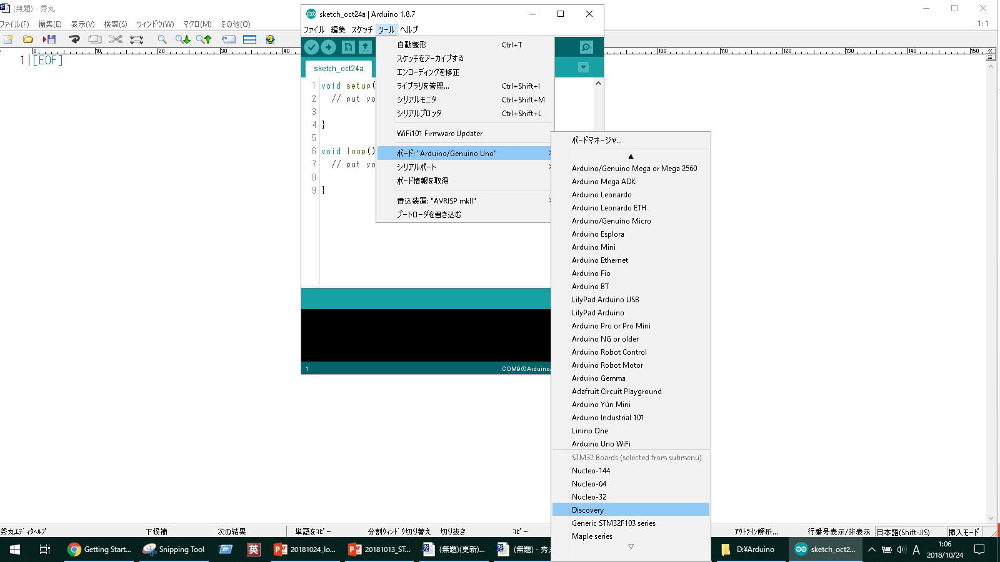 (無題) - 秀丸
ファイル(F) 編集(E) 表示(V) 検索(S) ウィンドウ(W) マクロ(M) その他(O)
1: 1
0 10 20 30 40 100 110 120 130 140 150
1 [EOF]
sketch_oct24a | Arduino 1.8.7
ファイル 編集 スケッチ ツール ヘルプ
sketch_oct24a
1 void setup(
2 // put yo
3
4 }
5
6 void loop()
7 // put yo
8
9 }
1
COM9のArduino/
自動整形 Ctrl+T
スケッチをアーカイブする
エンコーディングを修正
ライブラリを管理... Ctrl+Shift+I
シリアルモニタ Ctrl+Shift+M
シリアルプロッタ Ctrl+Shift+L
WiFi101 Firmware Updater
ボード: "Arduino/Genuino Uno"
シリアルポート
ボード情報を取得
書込装置: "AVRISP mkII"
ブートローダを書き込む
ボードマネージャ...
Arduino/Genuino Mega or Mega 2560
Arduino Mega ADK
Arduino Leonardo
Arduino Leonardo ETH
Arduino/Genuino Micro
Arduino Esplora
Arduino Mini
Arduino Ethernet
Arduino Fio
Arduino BT
LilyPad Arduino USB
LilyPad Arduino
Arduino Pro or Pro Mini
Arduino NG or older
Arduino Robot Control
Arduino Robot Motor
Arduino Gemma
Adafruit Circuit Playground
Arduino Yún Mini
Arduino Industrial 101
Linino One
Arduino Uno WiFi
STM32 Boards (selected from submenu)
Nucleo-144
Nucleo-64
Nucleo-32
Discovery
Generic STM32F103 series
Maple series
秀丸ｴﾃﾞｨﾀﾍﾙﾌﾟ 下候補 次の結果 単語をｺﾋﾟｰ 分割ｳｨﾝﾄﾞｳ切り替え 切り抜き ｺﾋﾟｰ ｱｳﾄﾗｲﾝ解析... 行番号表示/非表示 日本語(Shift-JIS) 挿入モード
Getting Start... Snipping Tool 英 20181024_lo... 20181013_ST... (無題)(更新)... (無題) - 秀丸 D:¥Arduino sketch_oct2... A 1:06
2018/10/24